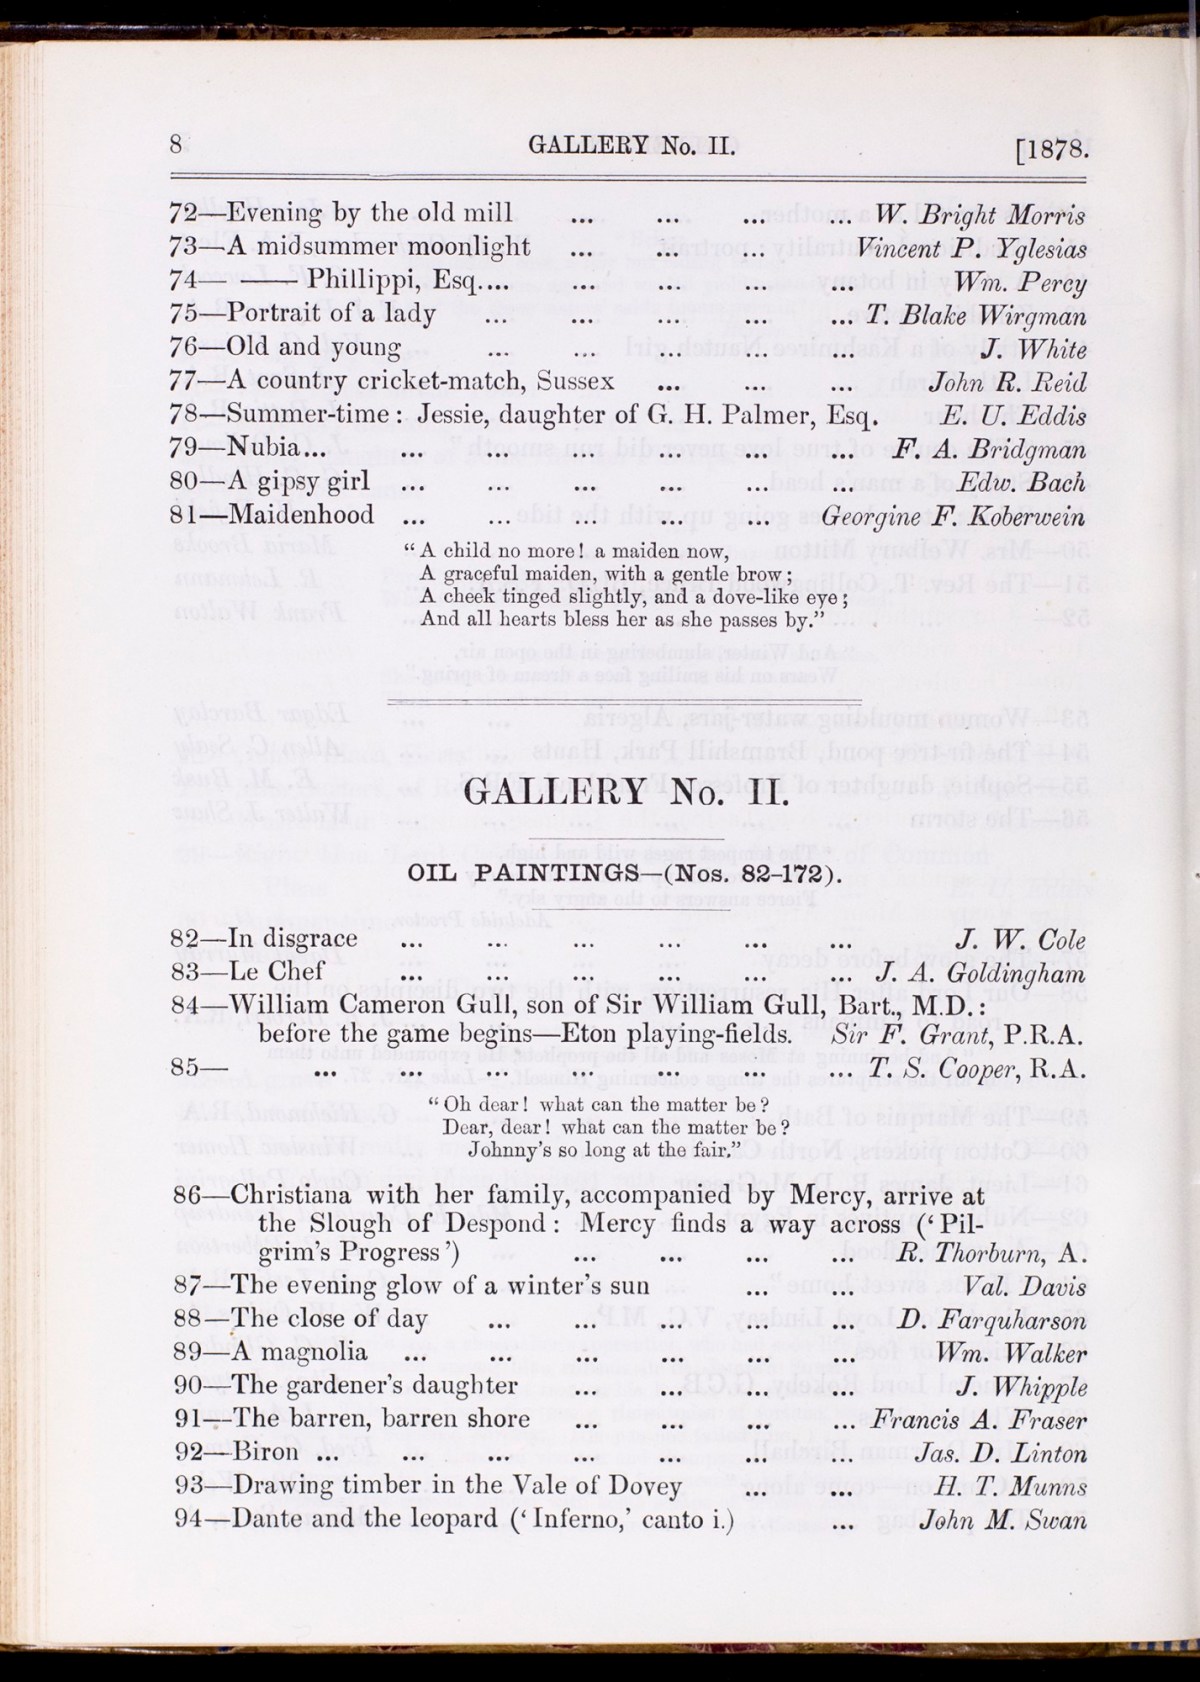 8 GALLERY No. II. [1878.
72—Evening by the old mill ... ... ... ... W. Bright Morris
73—A midsummer moonlight ... ... ... Vincent P. Yglesias
74— —— Phillippi, Esq.... ... ... ... ... Wm. Percy
75—Portrait of a lady ... ... ... ... ... T. Blake Wirgman
76—Old and young ... ... ... ... ... J. White
77—A country cricket-match, Sussex ... ... ... John R. Reid
78—Summer-time : Jessie, daughter of G. H. Palmer, Esq. E. U. Eddis
79—Nubia... ... ... ... ... ... ... F. A. Bridgman
80—A gipsy girl ... ... ... ... ... ... Edw. Bach
81—Maidenhood ... ... ... ... ... Georgine F. Koberwein
“ A child no more! a maiden now,
A graceful maiden, with a gentle brow;
A cheek tinged slightly, and a dove-like eye;
And all hearts bless her as she passes by.”
GALLERY No. II.
OIL PAINTINGS—(Nos. 82-172).
82—In disgrace ... ... ... ... ... ... J. W. Cole
83—Le Chef ... ... ... ... ... ... J. A. Goldingham
84—William Cameron Gull, son of Sir William Gull, Bart., M.D.:
before the game begins—Eton playing-fields. Sir F. Grant, P.R.A.
85— ... ... ... ... ... ... ... T. S. Cooper, R.A.
“ Oh dear! what can the matter be?
Dear, dear! what can the matter be?
Johnny’s so long at the fair.”
86—Christiana with her family, accompanied by Mercy, arrive at
the Slough of Despond : Mercy finds a way across (‘ Pil-
grim’s Progress ’) ... ... ... ... R. Thorburn, A.
87—The evening glow of a winter’s sun ... ... Val. Davis
88—The close of day ... ... ... ... ... D. Farquharson
89—A magnolia ... ... ... ... ... ... Wm. Walker
90—The gardener’s daughter ... ... ... ... J. Whipple
91—The barren, barren shore ... ... ... ... Francis A. Fraser
92—Biron ... ... ... ... ... ... ... Jas. D. Linton
93—Drawing timber in the Vale of Dovey ... ... H. T. Munns
94—Dante and the leopard (‘ Inferno,’ canto i.) ... John M. Swan